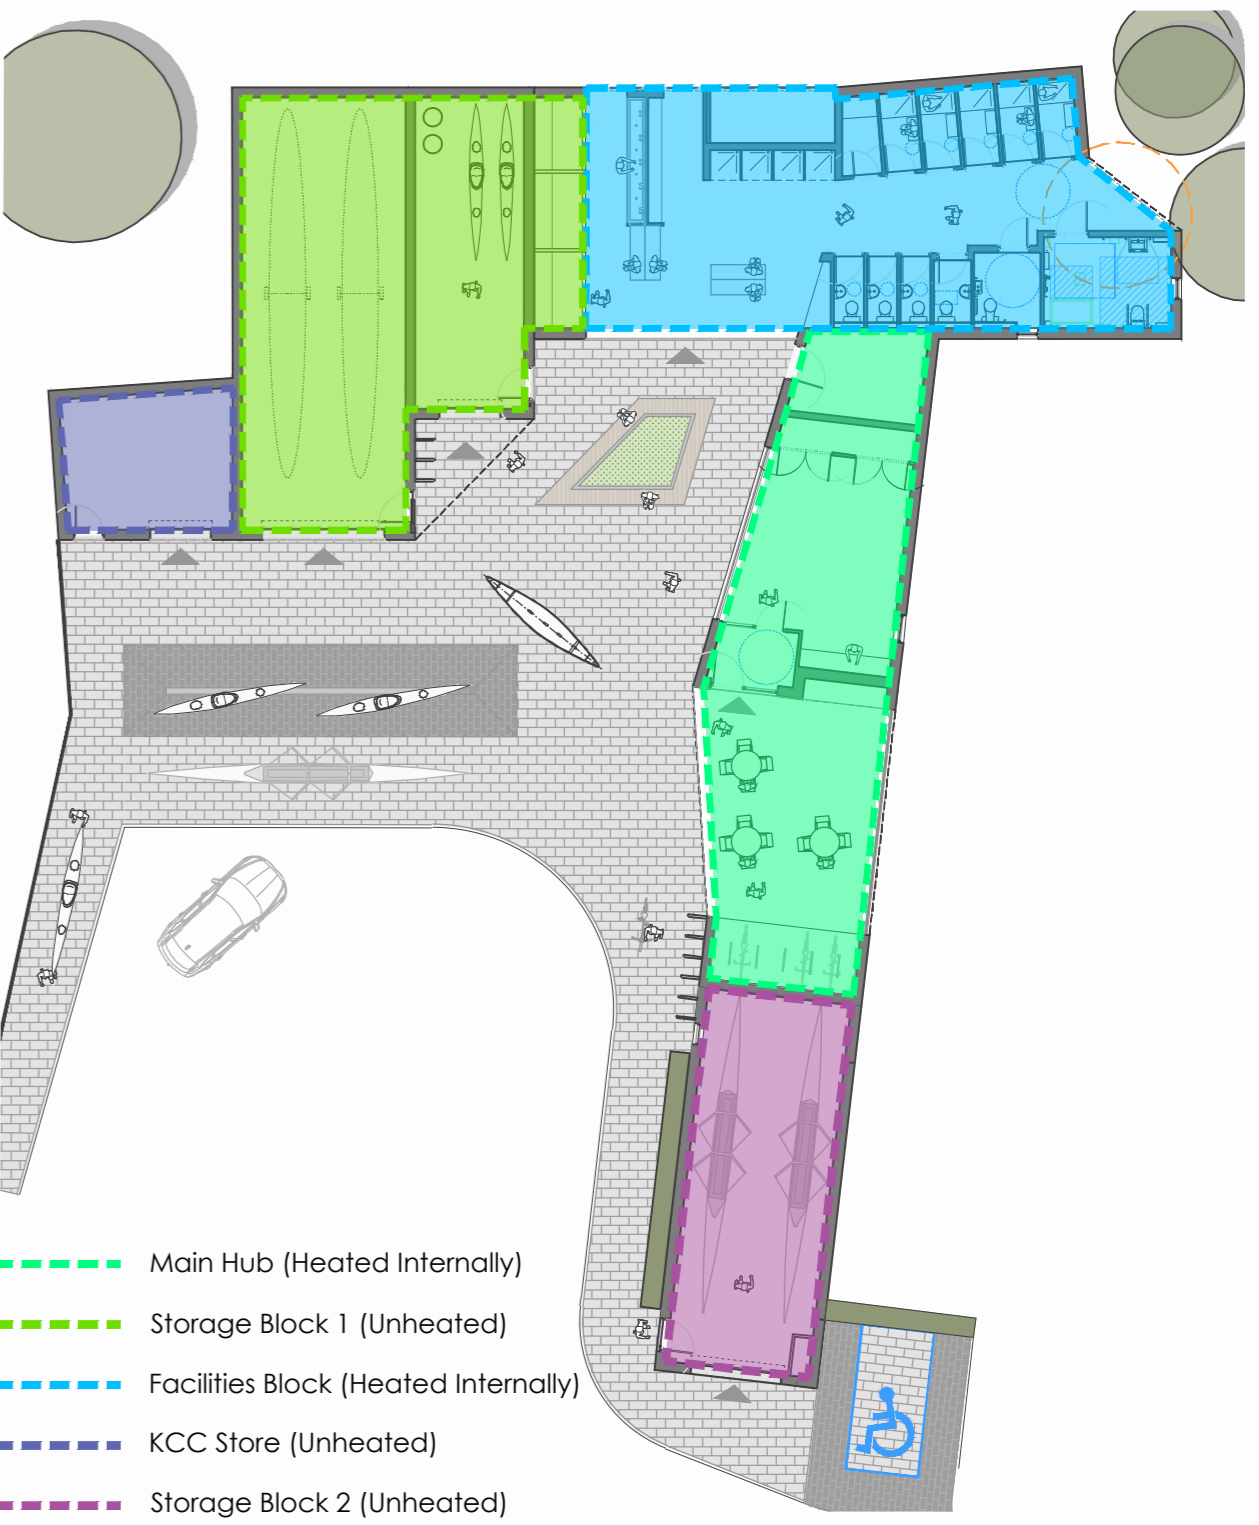 Main Hub (Heated Internally)
Storage Block 1 (Unheated)
Facilities Block (Heated Internally)
KCC Store (Unheated)
Storage Block 2 (Unheated)